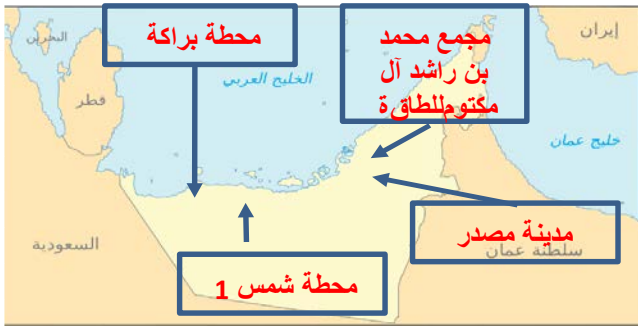 محطة براكة
مجمع محمد
بن راشد آل
مكتوم للطاقة
إيران
البحرين
الخليج العربي
قطر
خليج عمان
السعودية
مدينة مصدر
سلطنة عمان
محطة شمس 1